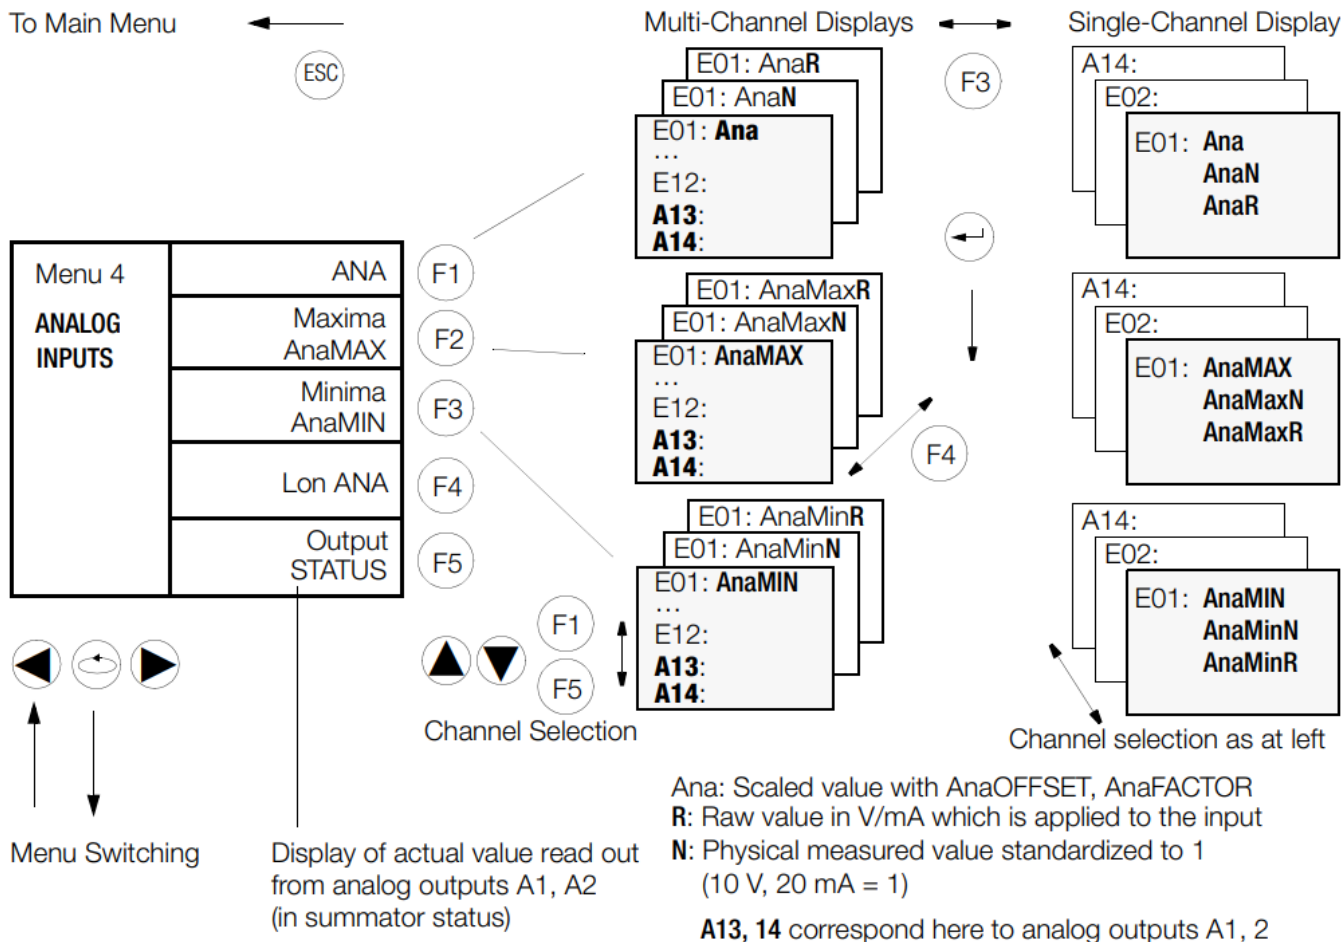 To Main Menu
ESC
Multi-Channel Displays
Single-Channel Display
F3
E01: AnaR
E01: AnaN
E01: Ana
...
E12:
A13:
A14:
A14:
E02:
E01: Ana
AnaN
AnaR
Menu 4
ANALOG
INPUTS
ANA
F1
Maxima
AnaMAX
F2
Minima
AnaMIN
F3
Lon ANA
F4
Output
STATUS
F5
E01: AnaMaxR
E01: AnaMaxN
E01: AnaMAX
...
E12:
A13:
A14:
F4
A14:
E02:
E01: AnaMAX
AnaMaxN
AnaMaxR
E01: AnaMinR
E01: AnaMinN
E01: AnaMIN
...
E12:
A13:
A14:
A14:
E02:
E01: AnaMIN
AnaMinN
AnaMinR
F1
F5
Channel Selection
Channel selection as at left
Menu Switching
Display of actual value read out
from analog outputs A1, A2
(in summator status)
Ana: Scaled value with AnaOFFSET, AnaFACTOR
R: Raw value in V/mA which is applied to the input
N: Physical measured value standardized to 1
(10 V, 20 mA = 1)
A13, 14 correspond here to analog outputs A1, 2